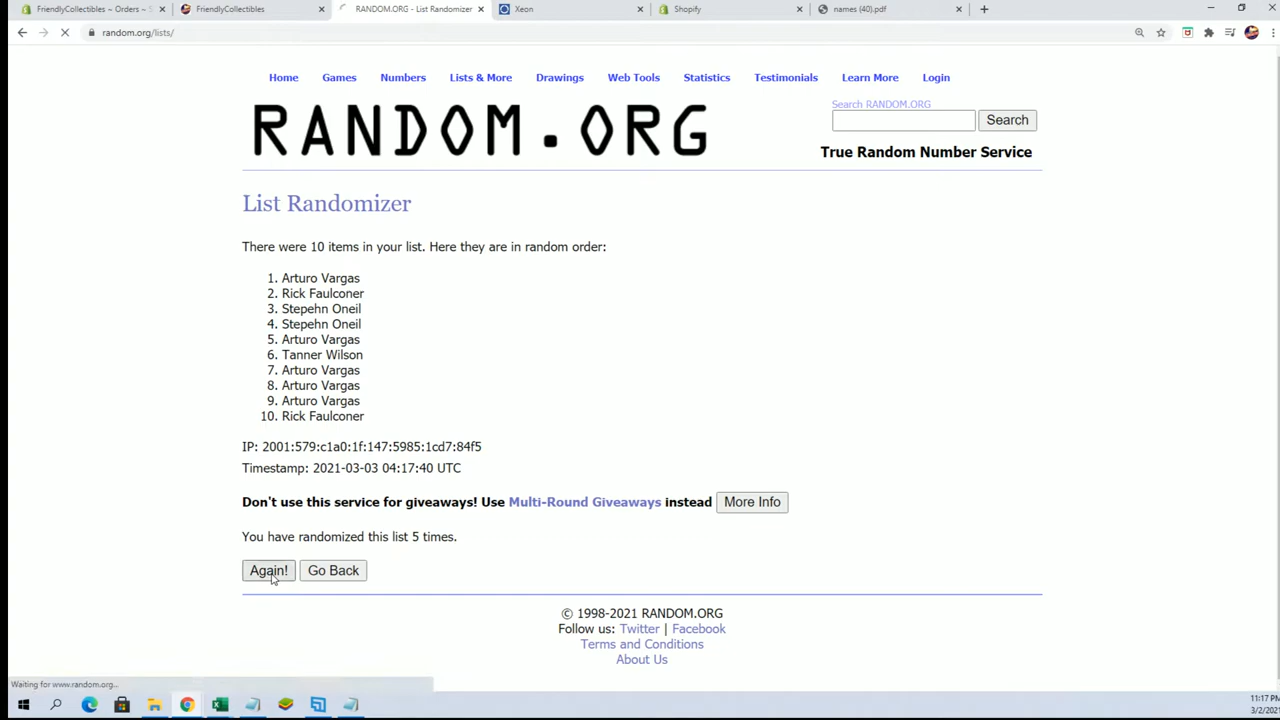 FriendlyCollectibles ~ Orders ~ S
FriendlyCollectibles
RANDOM.ORG - List Randomizer
Xeon
Shopify
names (40).pdf
random.org/lists/
Home Games Numbers Lists & More Drawings Web Tools Statistics Testimonials Learn More Login
RANDOM.ORG
Search RANDOM.ORG
Search
True Random Number Service
List Randomizer
There were 10 items in your list. Here they are in random order:
1. Arturo Vargas
2. Rick Faulconer
3. Stepehn Oneil
4. Stepehn Oneil
5. Arturo Vargas
6. Tanner Wilson
7. Arturo Vargas
8. Arturo Vargas
9. Arturo Vargas
10. Rick Faulconer
IP: 2001:579:c1a0:1f:147:5985:1cd7:84f5
Timestamp: 2021-03-03 04:17:40 UTC
Don't use this service for giveaways! Use Multi-Round Giveaways instead More Info
You have randomized this list 5 times.
Again! Go Back
© 1998-2021 RANDOM.ORG
Follow us: Twitter | Facebook
Terms and Conditions
About Us
Waiting for www.random.org...
11:17 PM
3/2/2021